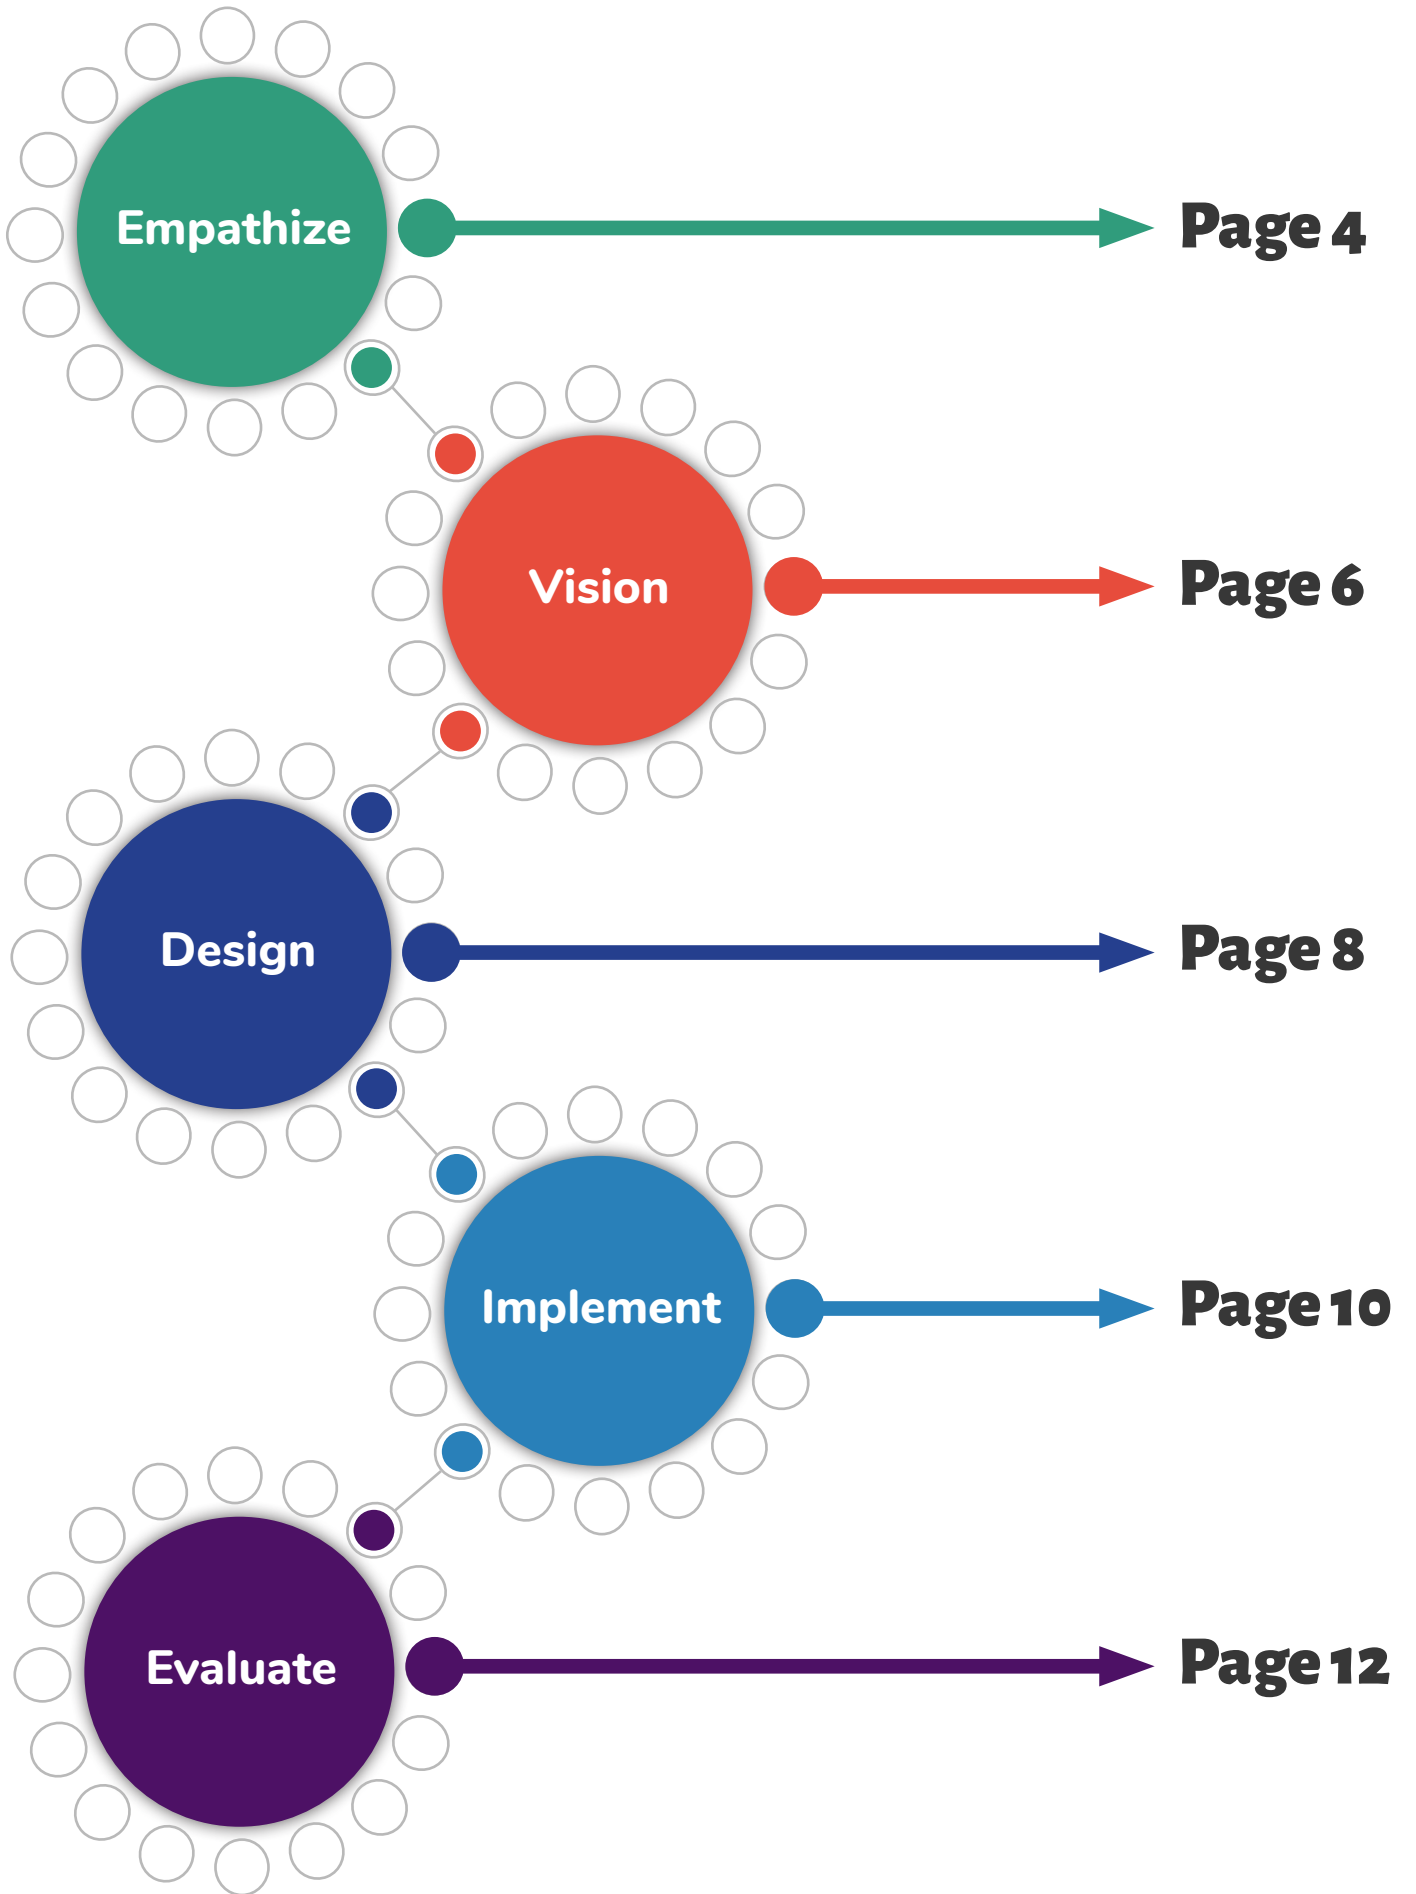 Empathize
Page 4
Vision
Page 6
Design
Page 8
Implement
Page 10
Evaluate
Page 12